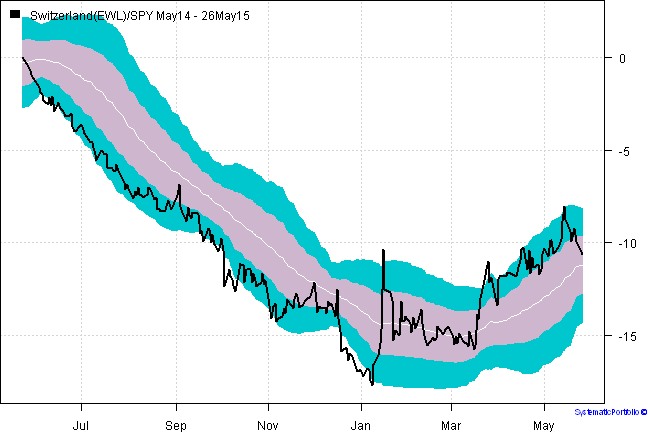 Switzerland(EWL)/SPY May14 - 26May15
0
-5
-10
-15
Jul Sep Nov Jan Mar May
SystematicPortfolio ©